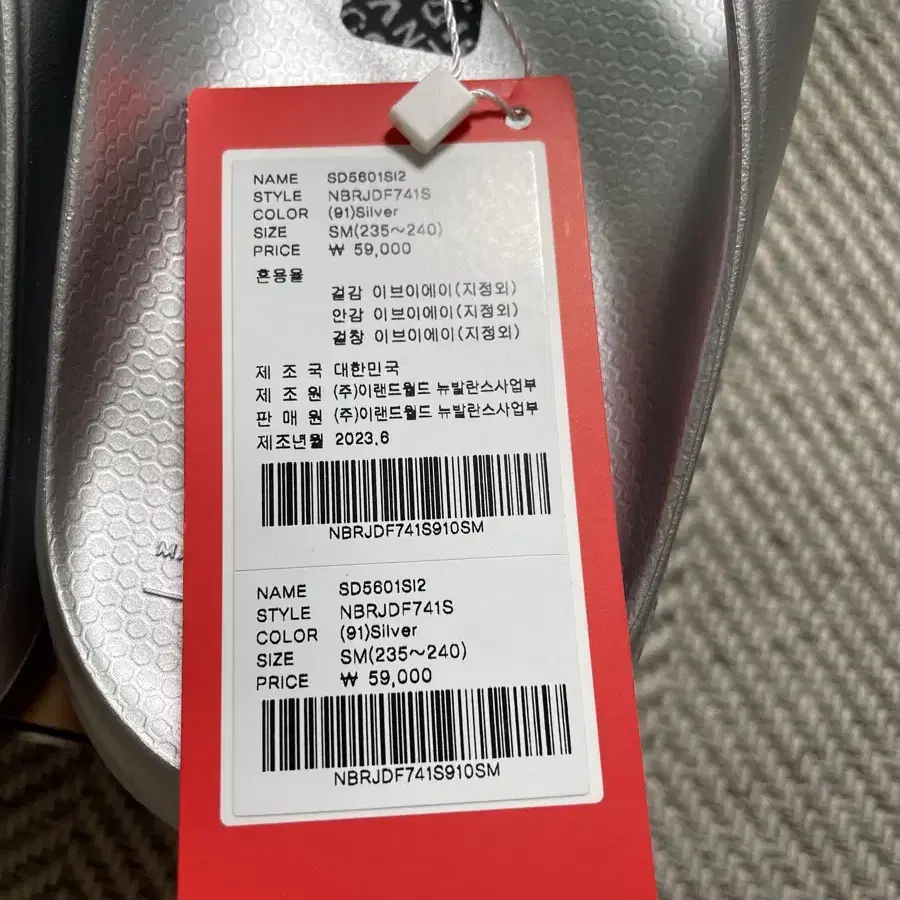 NAME SD5601SI2
STYLE NBRJDF741S
COLOR (91)Silver
SIZE SM(235~240)
PRICE ₩ 59,000
혼용율
겉감 이브이에이(지정외)
안감 이브이에이(지정외)
겉창 이브이에이(지정외)
제 조 국 대한민국
제 조 원 (주)이랜드월드 뉴발란스사업부
판 매 원 (주)이랜드월드 뉴발란스사업부
제조년월 2023.6
NBRJDF741S910SM
NAME SD5601SI2
STYLE NBRJDF741S
COLOR (91)Silver
SIZE SM(235~240)
PRICE ₩ 59,000
NBRJDF741S910SM